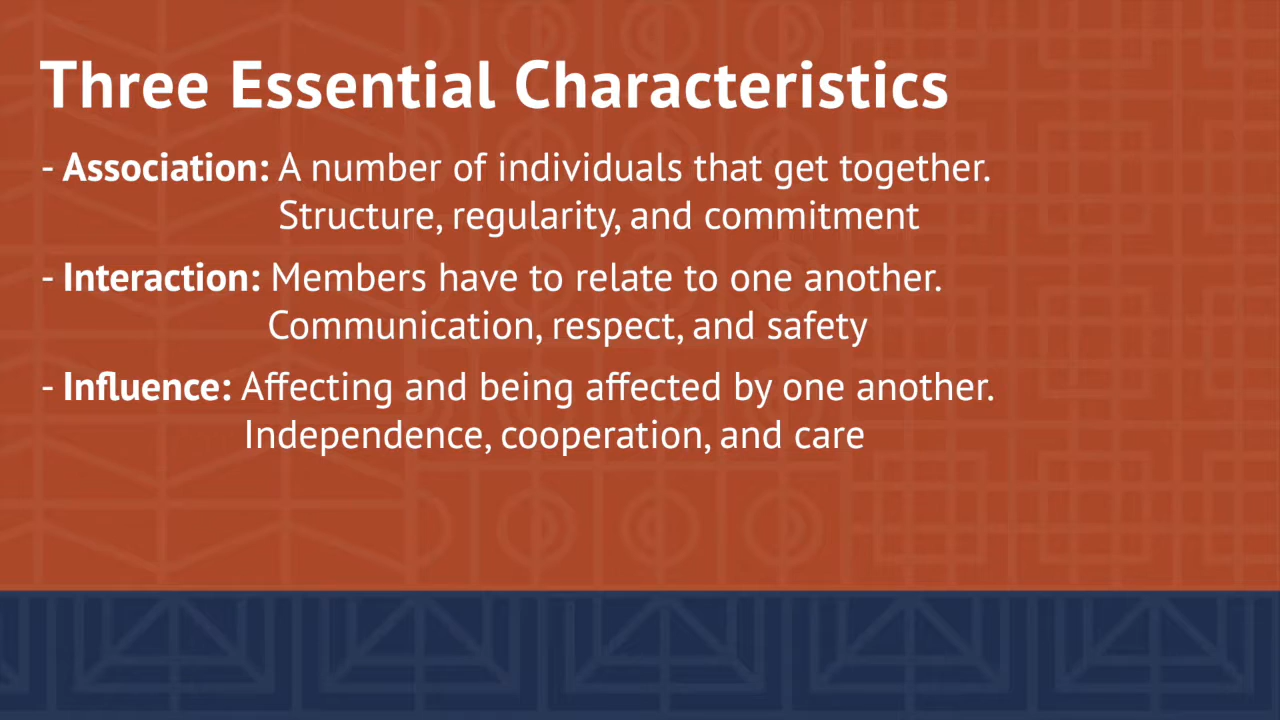 Three Essential Characteristics
- Association: A number of individuals that get together.
Structure, regularity, and commitment
- Interaction: Members have to relate to one another.
Communication, respect, and safety
- Influence: Affecting and being affected by one another.
Independence, cooperation, and care